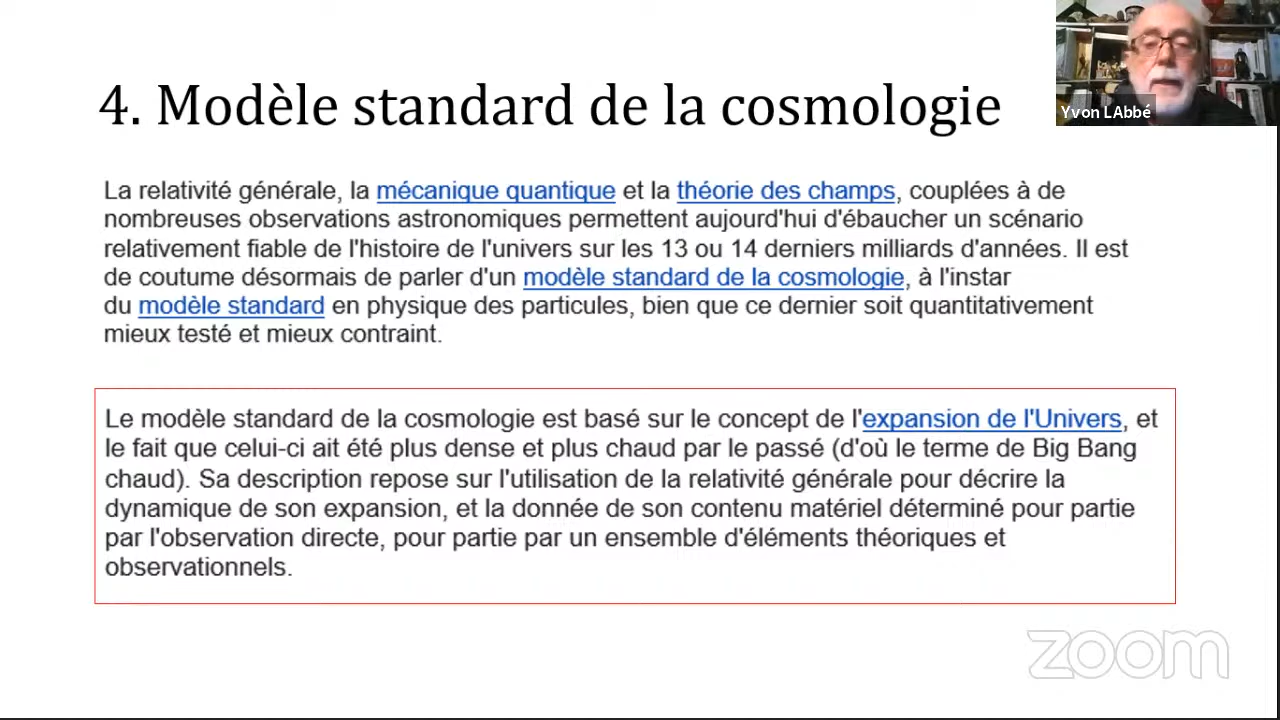 4. Modèle standard de la cosmologie
Yvon LAbbé
La relativité générale, la mécanique quantique et la théorie des champs, couplées à de
nombreuses observations astronomiques permettent aujourd'hui d'ébaucher un scénario
relativement fiable de l'histoire de l'univers sur les 13 ou 14 derniers milliards d'années. Il est
de coutume désormais de parler d'un modèle standard de la cosmologie, à l'instar
du modèle standard en physique des particules, bien que ce dernier soit quantitativement
mieux testé et mieux contraint.
Le modèle standard de la cosmologie est basé sur le concept de l'expansion de l'Univers, et
le fait que celui-ci ait été plus dense et plus chaud par le passé (d'où le terme de Big Bang
chaud). Sa description repose sur l'utilisation de la relativité générale pour décrire la
dynamique de son expansion, et la donnée de son contenu matériel déterminé pour partie
par l'observation directe, pour partie par un ensemble d'éléments théoriques et
observationnels.
zoom